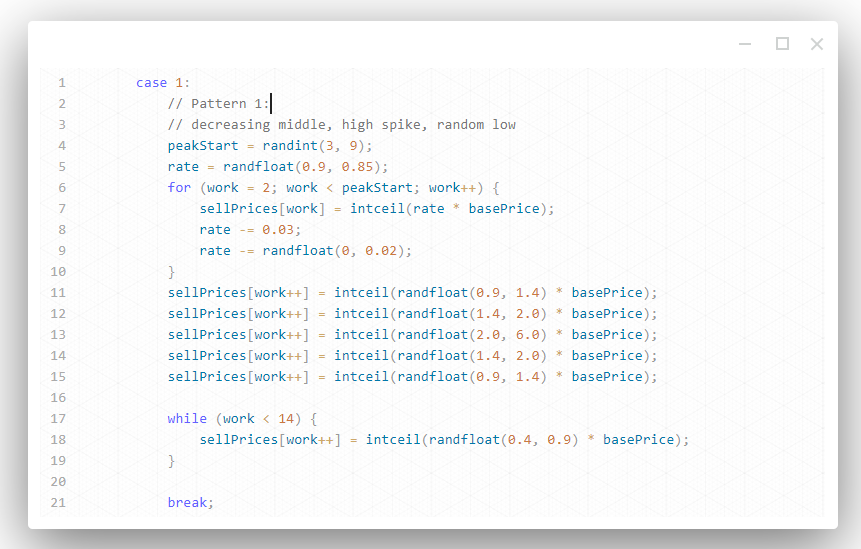 1 case 1:
2 // Pattern 1:
3 // decreasing middle, high spike, random low
4 peakStart = randint(3, 9);
5 rate = randfloat(0.9, 0.85);
6 for (work = 2; work < peakStart; work++) {
7 sellPrices[work] = intceil(rate * basePrice);
8 rate -= 0.03;
9 rate -= randfloat(0, 0.02);
10 }
11 sellPrices[work++] = intceil(randfloat(0.9, 1.4) * basePrice);
12 sellPrices[work++] = intceil(randfloat(1.4, 2.0) * basePrice);
13 sellPrices[work++] = intceil(randfloat(2.0, 6.0) * basePrice);
14 sellPrices[work++] = intceil(randfloat(1.4, 2.0) * basePrice);
15 sellPrices[work++] = intceil(randfloat(0.9, 1.4) * basePrice);
16
17 while (work < 14) {
18 sellPrices[work++] = intceil(randfloat(0.4, 0.9) * basePrice);
19 }
20
21 break;